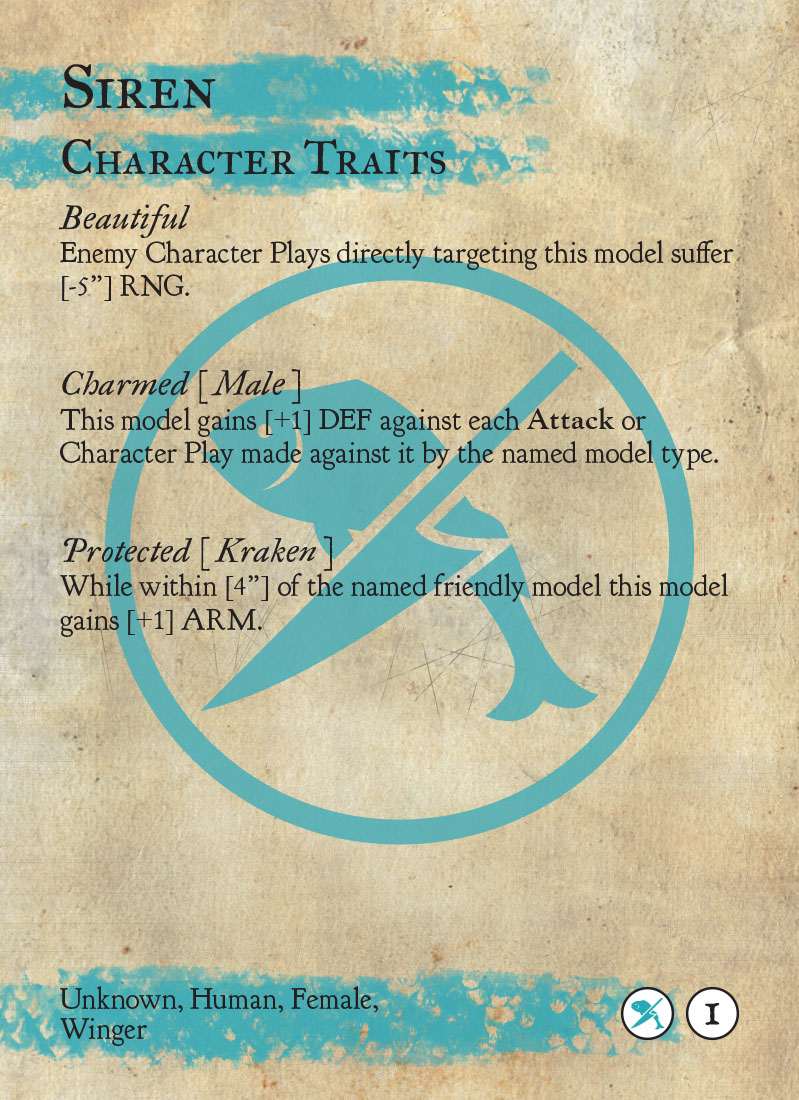 Siren
Character Traits
Beautiful
Enemy Character Plays directly targeting this model suffer
[-5”] RNG.
Charmed [ Male ]
This model gains [+1] DEF against each Attack or
Character Play made against it by the named model type.
Protected [ Kraken ]
While within [4”] of the named friendly model this model
gains [+1] ARM.
Unknown, Human, Female,
Winger
1